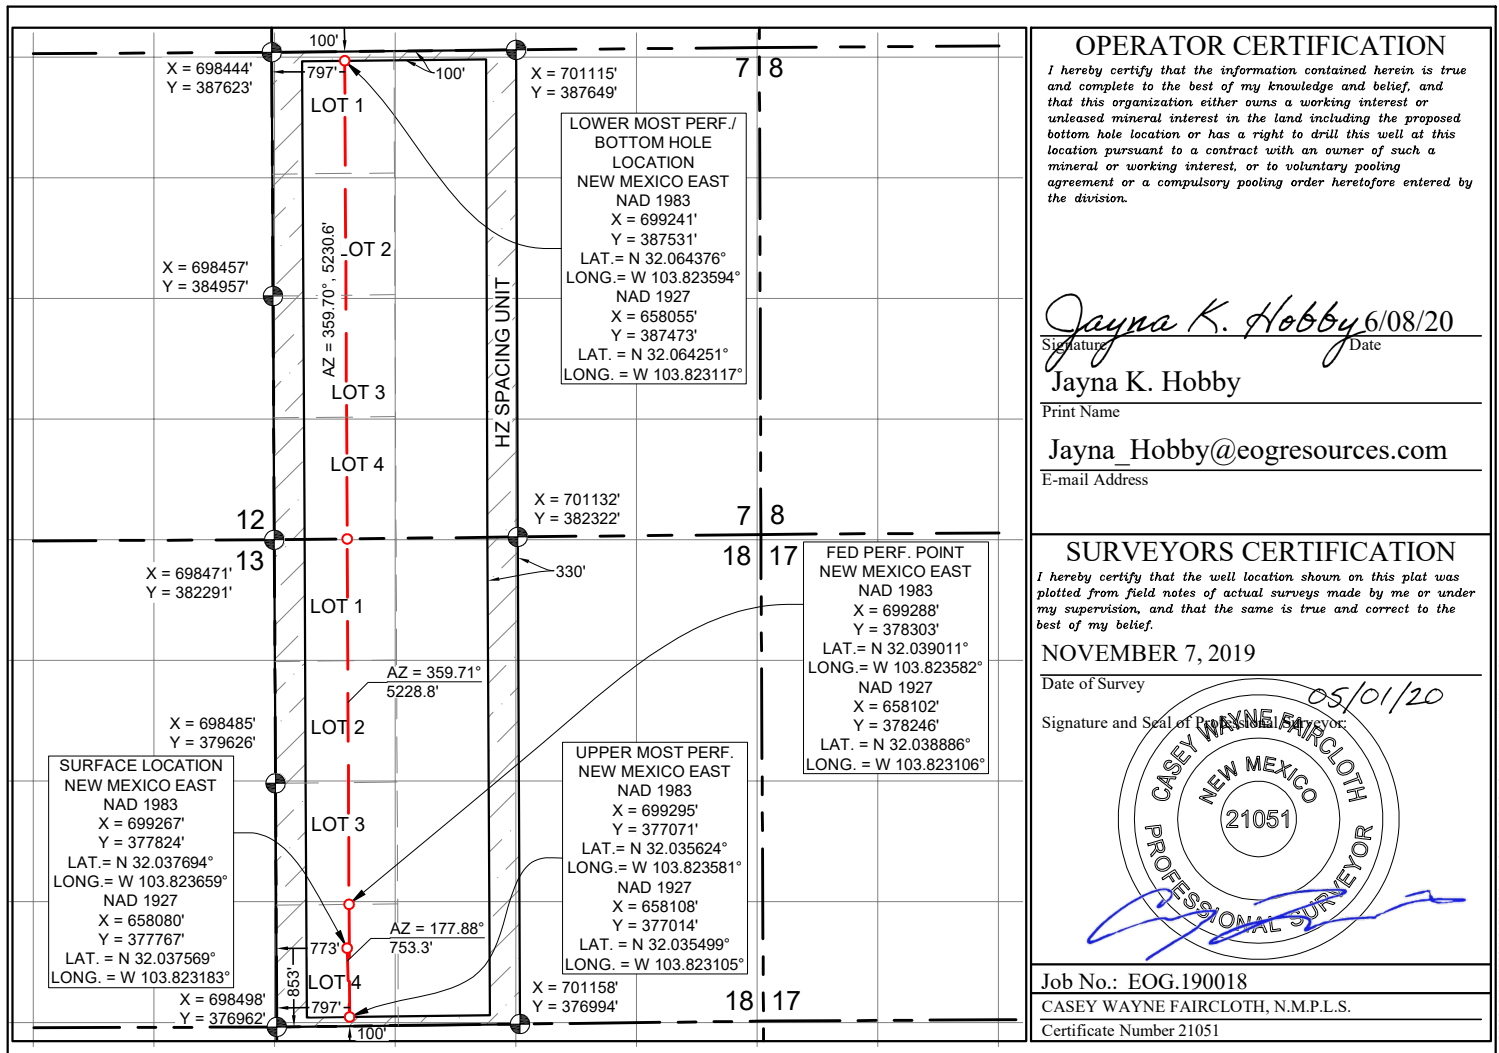 100'
X = 698444'
Y = 387623'
797'
100'
X = 701115'
Y = 387649'
7 8
LOT 1
LOWER MOST PERF./
BOTTOM HOLE
LOCATION
NEW MEXICO EAST
NAD 1983
X = 699241'
Y = 387531'
LAT.= N 32.064376°
LONG.= W 103.823594°
NAD 1927
X = 658055'
Y = 387473'
LAT. = N 32.064251°
LONG. = W 103.823117°
LOT 2
AZ = 359.70°, 5230.6'
X = 698457'
Y = 384957'
HZ SPACING UNIT
LOT 3
LOT 4
12
13
X = 701132'
Y = 382322'
7 8
18 17
X = 698471'
Y = 382291'
330'
LOT 1
FED PERF. POINT
NEW MEXICO EAST
NAD 1983
X = 699288'
Y = 378303'
LAT.= N 32.039011°
LONG.= W 103.823582°
NAD 1927
X = 658102'
Y = 378246'
LAT. = N 32.038886°
LONG. = W 103.823106°
AZ = 359.71°
5228.8'
X = 698485'
Y = 379626'
LOT 2
SURFACE LOCATION
NEW MEXICO EAST
NAD 1983
X = 699267'
Y = 377824'
LAT.= N 32.037694°
LONG.= W 103.823659°
NAD 1927
X = 658080'
Y = 377767'
LAT. = N 32.037569°
LONG. = W 103.823183°
LOT 3
UPPER MOST PERF.
NEW MEXICO EAST
NAD 1983
X = 699295'
Y = 377071'
LAT.= N 32.035624°
LONG.= W 103.823581°
NAD 1927
X = 658108'
Y = 377014'
LAT. = N 32.035499°
LONG. = W 103.823105°
AZ = 177.88°
753.3'
773'
853'
LOT 4
797'
X = 698498'
Y = 376962'
100'
X = 701158'
Y = 376994'
18 17
OPERATOR CERTIFICATION
I hereby certify that the information contained herein is true
and complete to the best of my knowledge and belief, and
that this organization either owns a working interest or
unleased mineral interest in the land including the proposed
bottom hole location or has a right to drill this well at this
location pursuant to a contract with an owner of such a
mineral or working interest, or to voluntary pooling
agreement or a compulsory pooling order heretofore entered by
the division.
Jayna K. Hobby 6/08/20
Signature Date
Jayna K. Hobby
Print Name
Jayna_Hobby@eogresources.com
E-mail Address
SURVEYORS CERTIFICATION
I hereby certify that the well location shown on this plat was
plotted from field notes of actual surveys made by me or under
my supervision, and that the same is true and correct to the
best of my belief.
NOVEMBER 7, 2019
Date of Survey
05/01/20
Signature and Seal of Professional Surveyor:
CASEY WAYNE FAIRCLOTH
NEW MEXICO
21051
PROFESSIONAL SURVEYOR
Job No.: EOG.190018
CASEY WAYNE FAIRCLOTH, N.M.P.L.S.
Certificate Number 21051